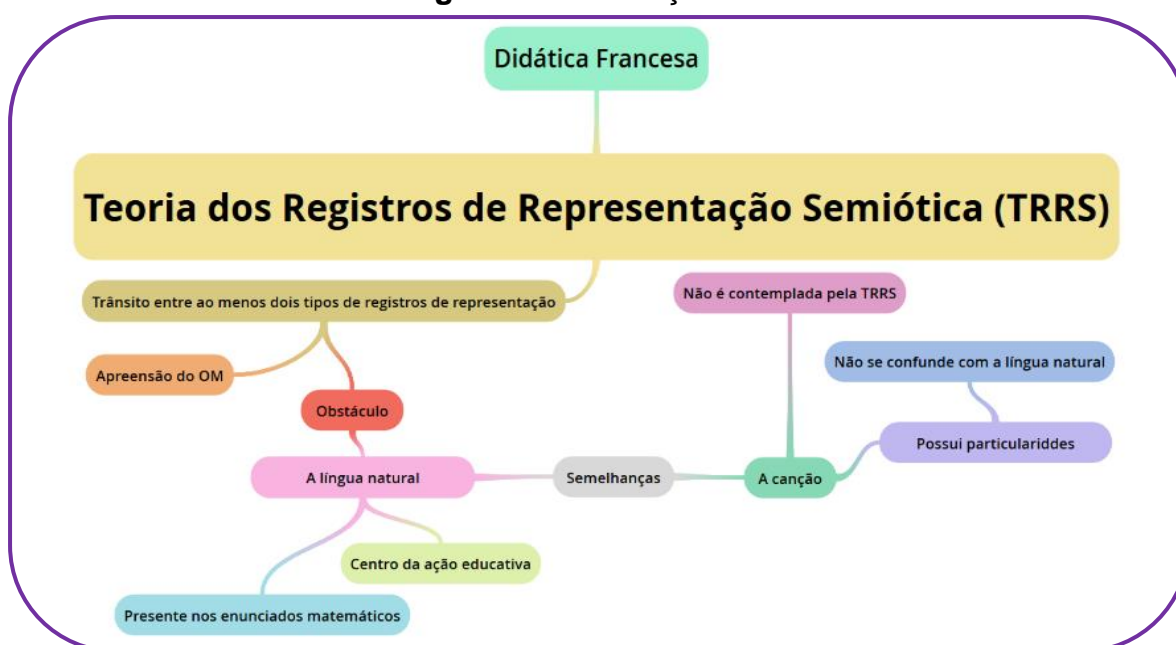 Didática Francesa
Teoria dos Registros de Representação Semiótica (TRRS)
Trânsito entre ao menos dois tipos de registros de representação
Não é contemplada pela TRRS
Apreensão do OM
Não se confunde com a língua natural
Obstáculo
Possui particulariddes
A língua natural
Semelhanças
A canção
Centro da ação educativa
Presente nos enunciados matemáticos